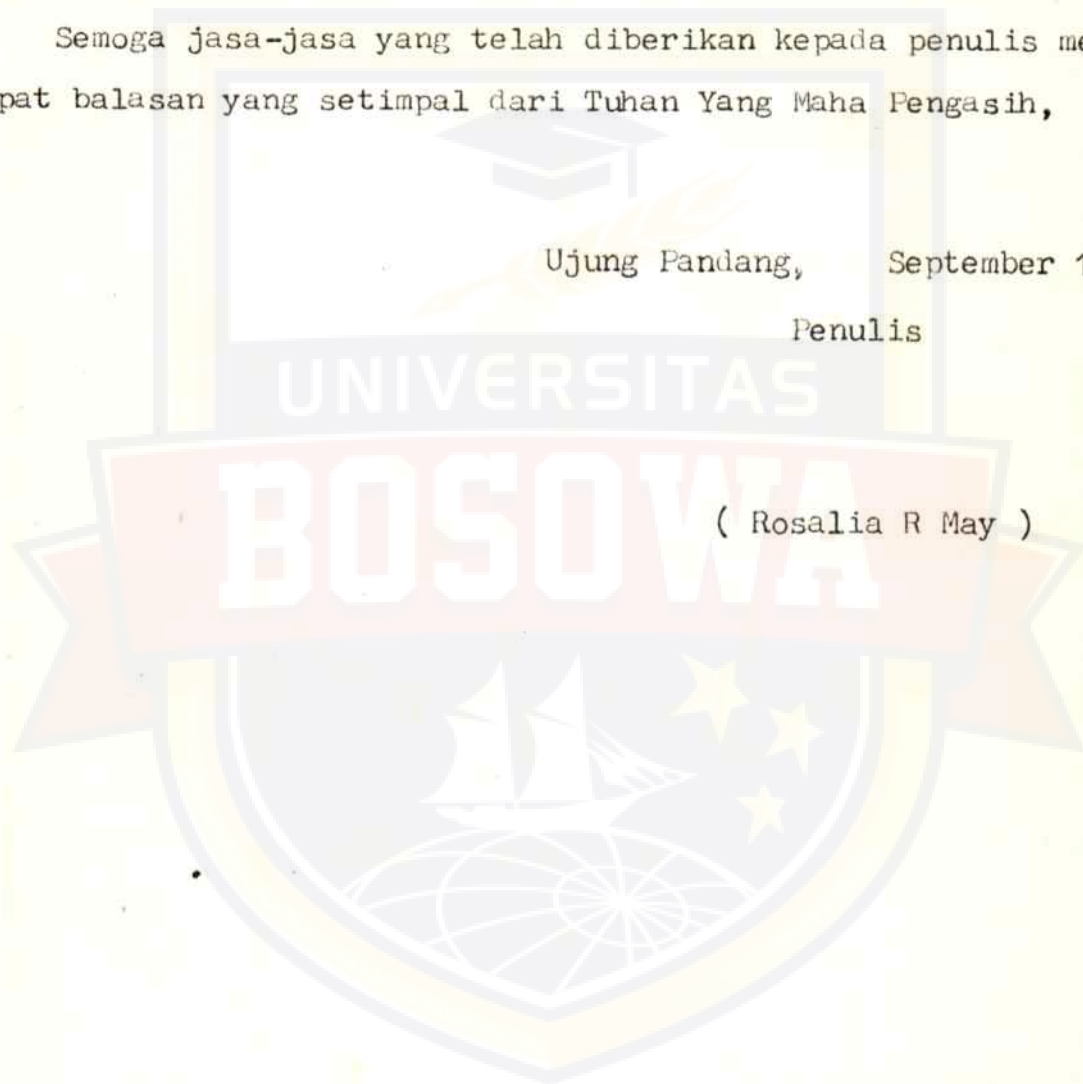 Semoga jasa-jasa yang telah diberikan kepada penulis me
pat balasan yang setimpal dari Tuhan Yang Maha Pengasih,
Ujung Pandang, September 1
Penulis
UNIVERSITAS
BOSOWA
( Rosalia R May )